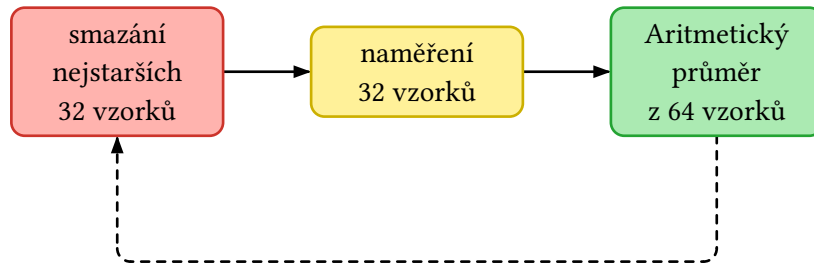 smazání
nejstarších
32 vzorků
naměření
32 vzorků
Aritmetický
průměr
z 64 vzorků